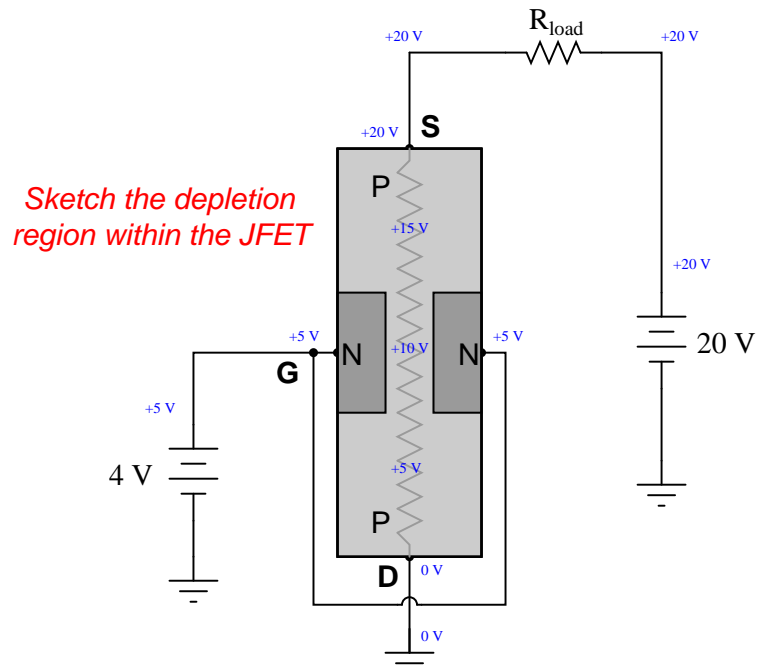 R_load
+20 V
+20 V
+20 V
S
P
Sketch the depletion
region within the JFET
+15 V
+20 V
+5 V
+5 V
20 V
G
N
+10 V
N
+5 V
4 V
+5 V
P
D
0 V
0 V